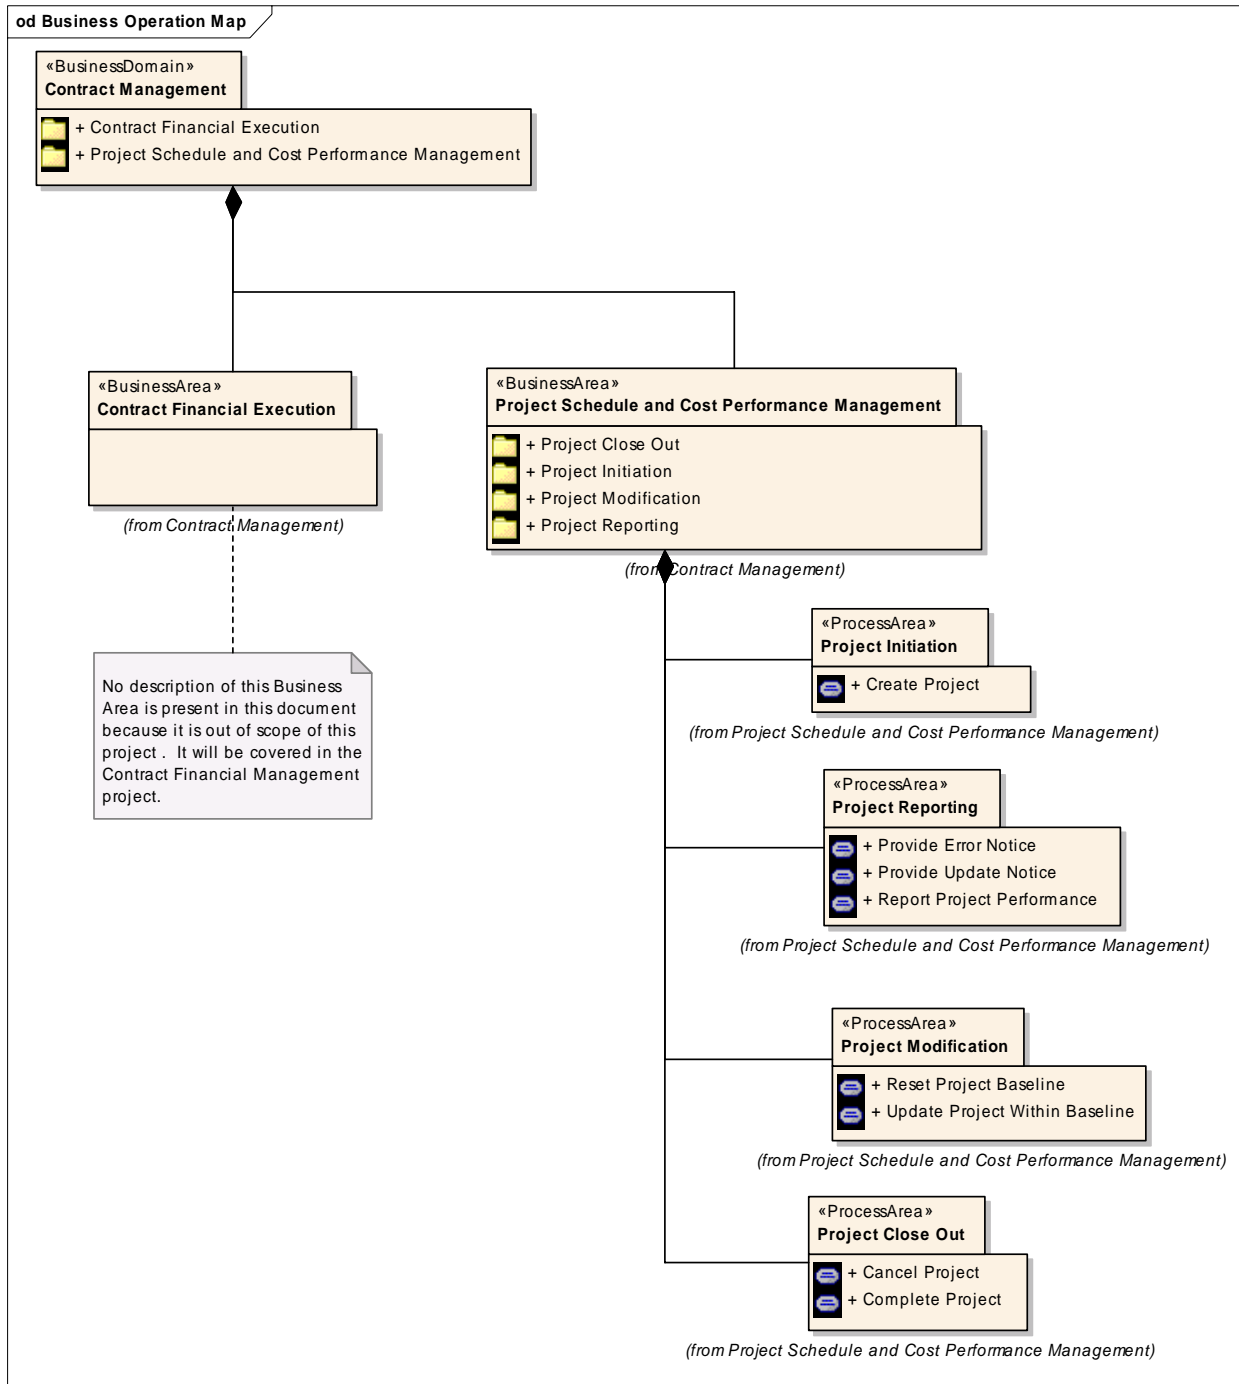 od Business Operation Map
«BusinessDomain»
Contract Management
+ Contract Financial Execution
+ Project Schedule and Cost Performance Management
«BusinessArea»
Contract Financial Execution
(from Contract Management)
«BusinessArea»
Project Schedule and Cost Performance Management
+ Project Close Out
+ Project Initiation
+ Project Modification
+ Project Reporting
(from Contract Management)
No description of this Business
Area is present in this document
because it is out of scope of this
project .  It will be covered in the
Contract Financial Management
project.
«ProcessArea»
Project Initiation
+ Create Project
(from Project Schedule and Cost Performance Management)
«ProcessArea»
Project Reporting
+ Provide Error Notice
+ Provide Update Notice
+ Report Project Performance
(from Project Schedule and Cost Performance Management)
«ProcessArea»
Project Modification
+ Reset Project Baseline
+ Update Project Within Baseline
(from Project Schedule and Cost Performance Management)
«ProcessArea»
Project Close Out
+ Cancel Project
+ Complete Project
(from Project Schedule and Cost Performance Management)